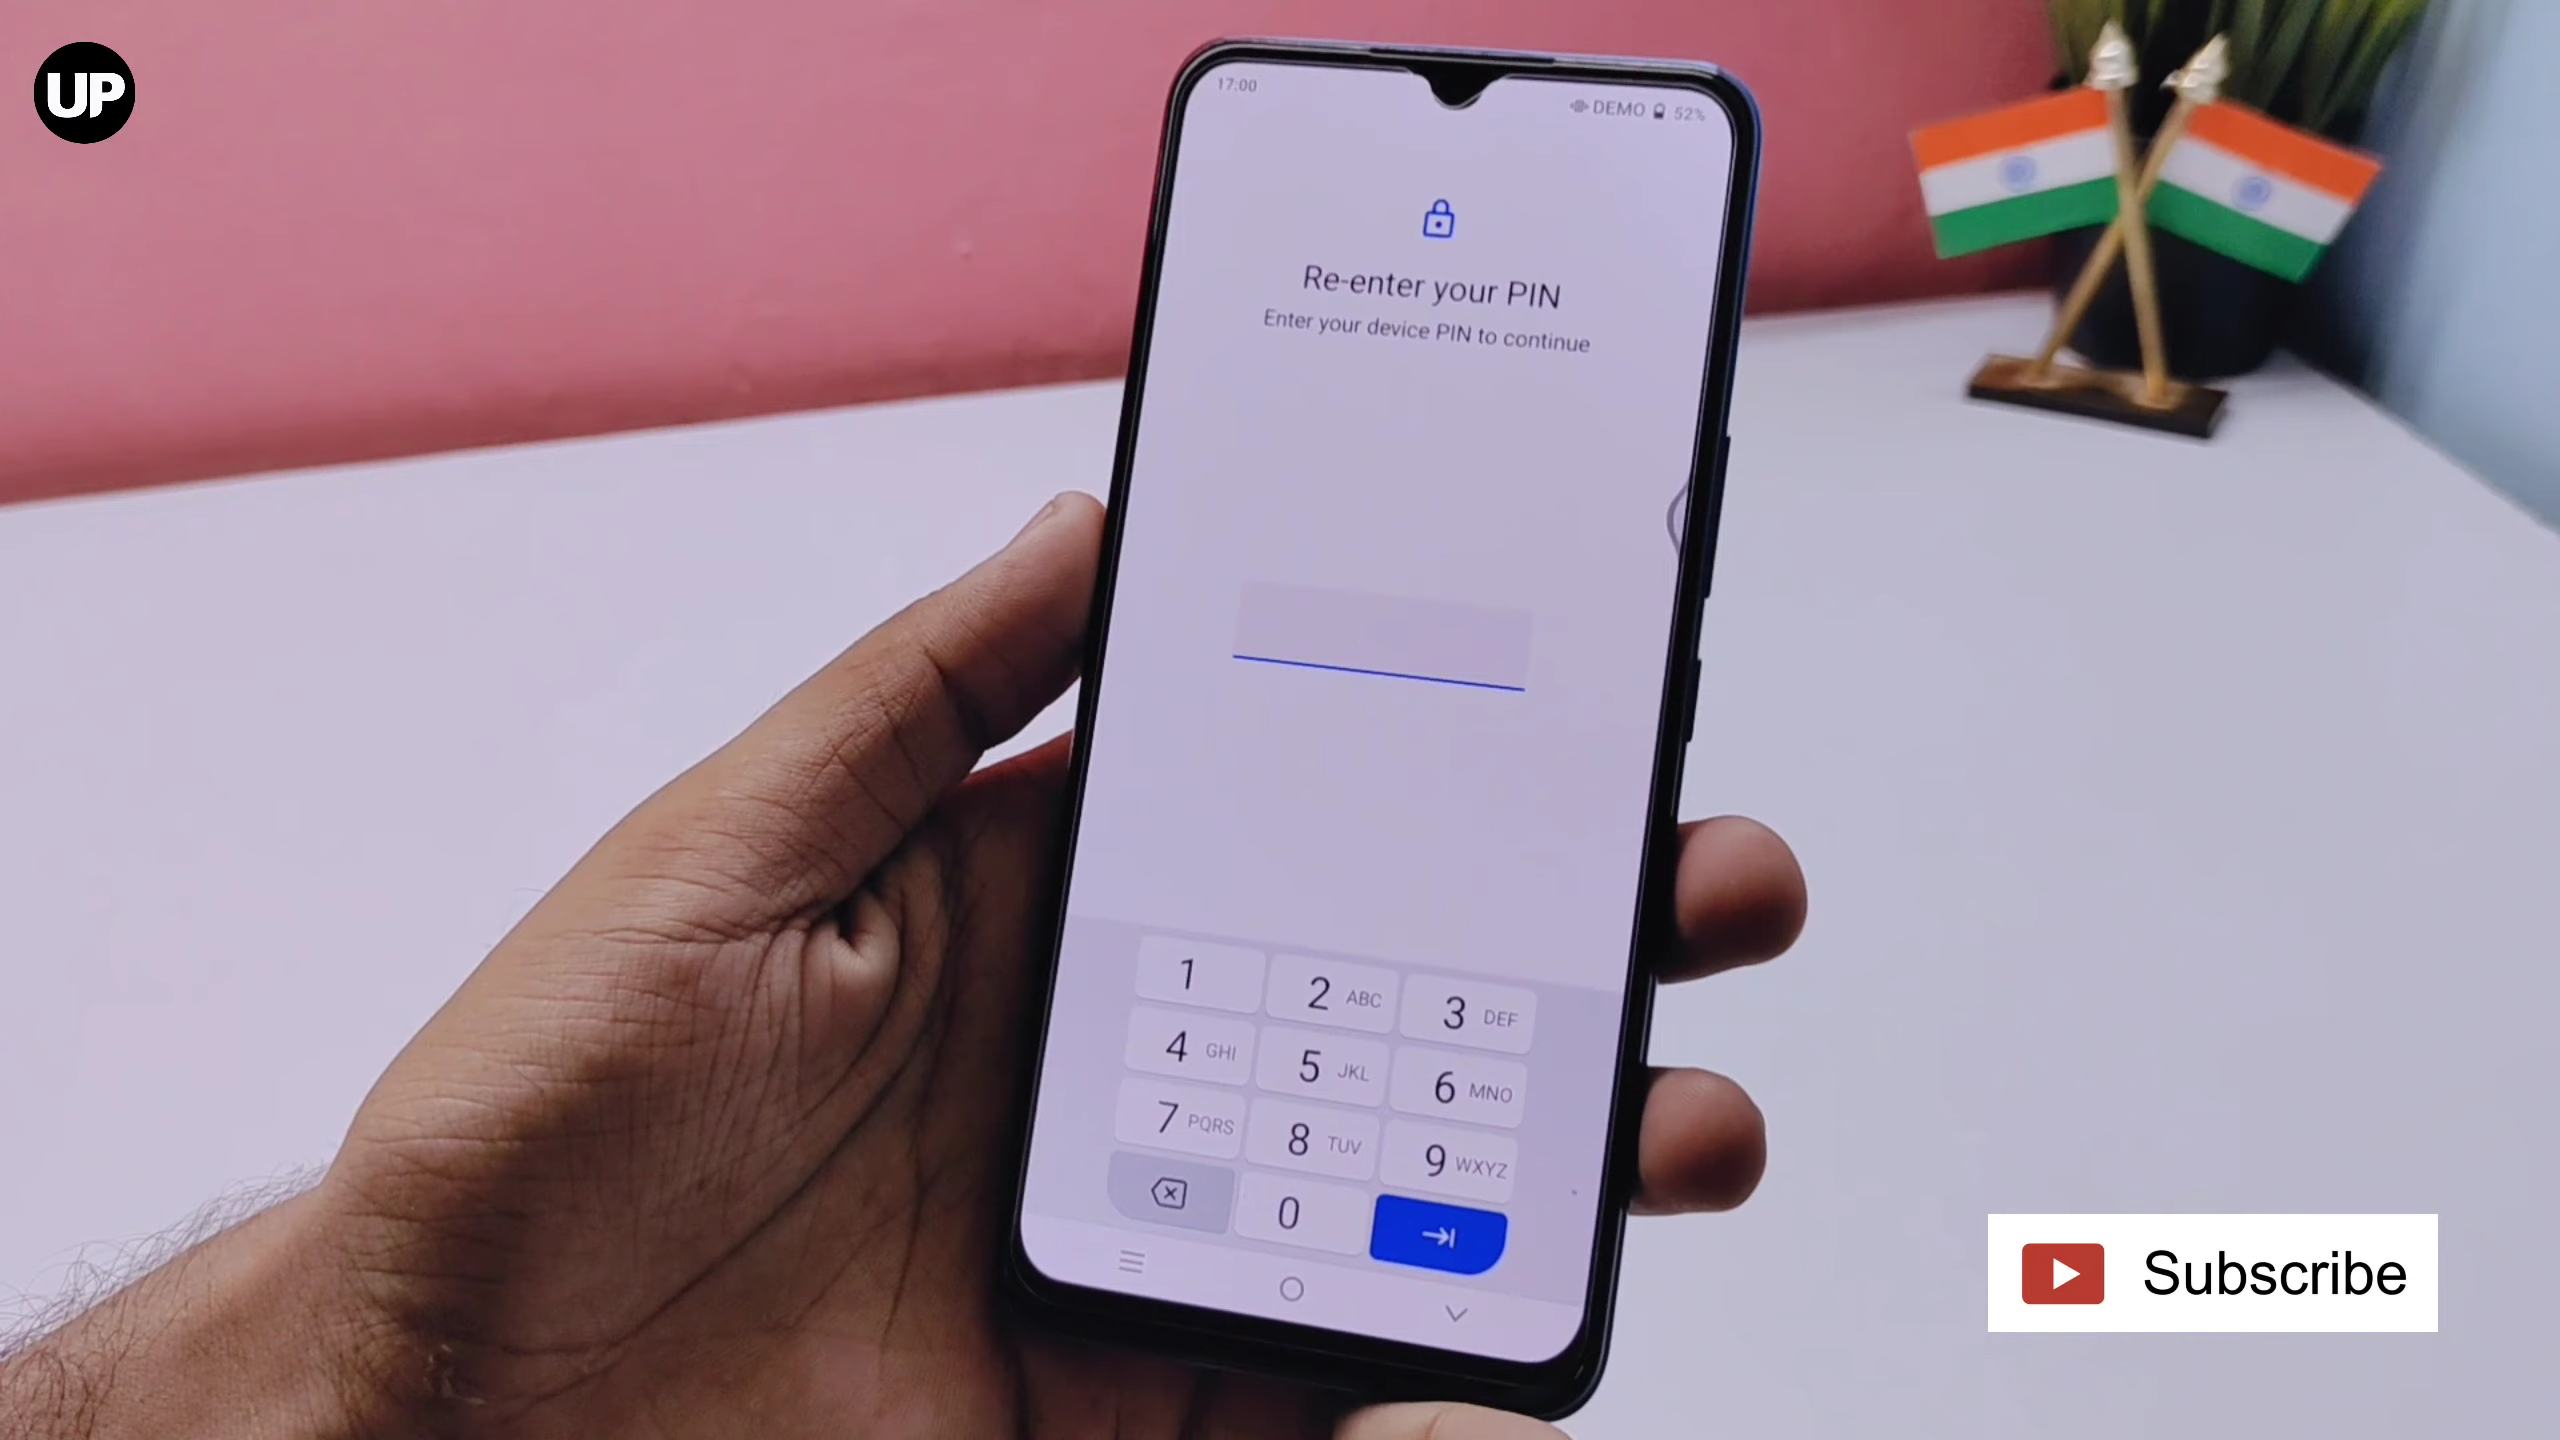 UP
17:00
DEMO 52%
Re-enter your PIN
Enter your device PIN to continue
1
2 ABC
3 DEF
4 GHI
5 JKL
6 MNO
7 PQRS
8 TUV
9 WXYZ
0
Subscribe